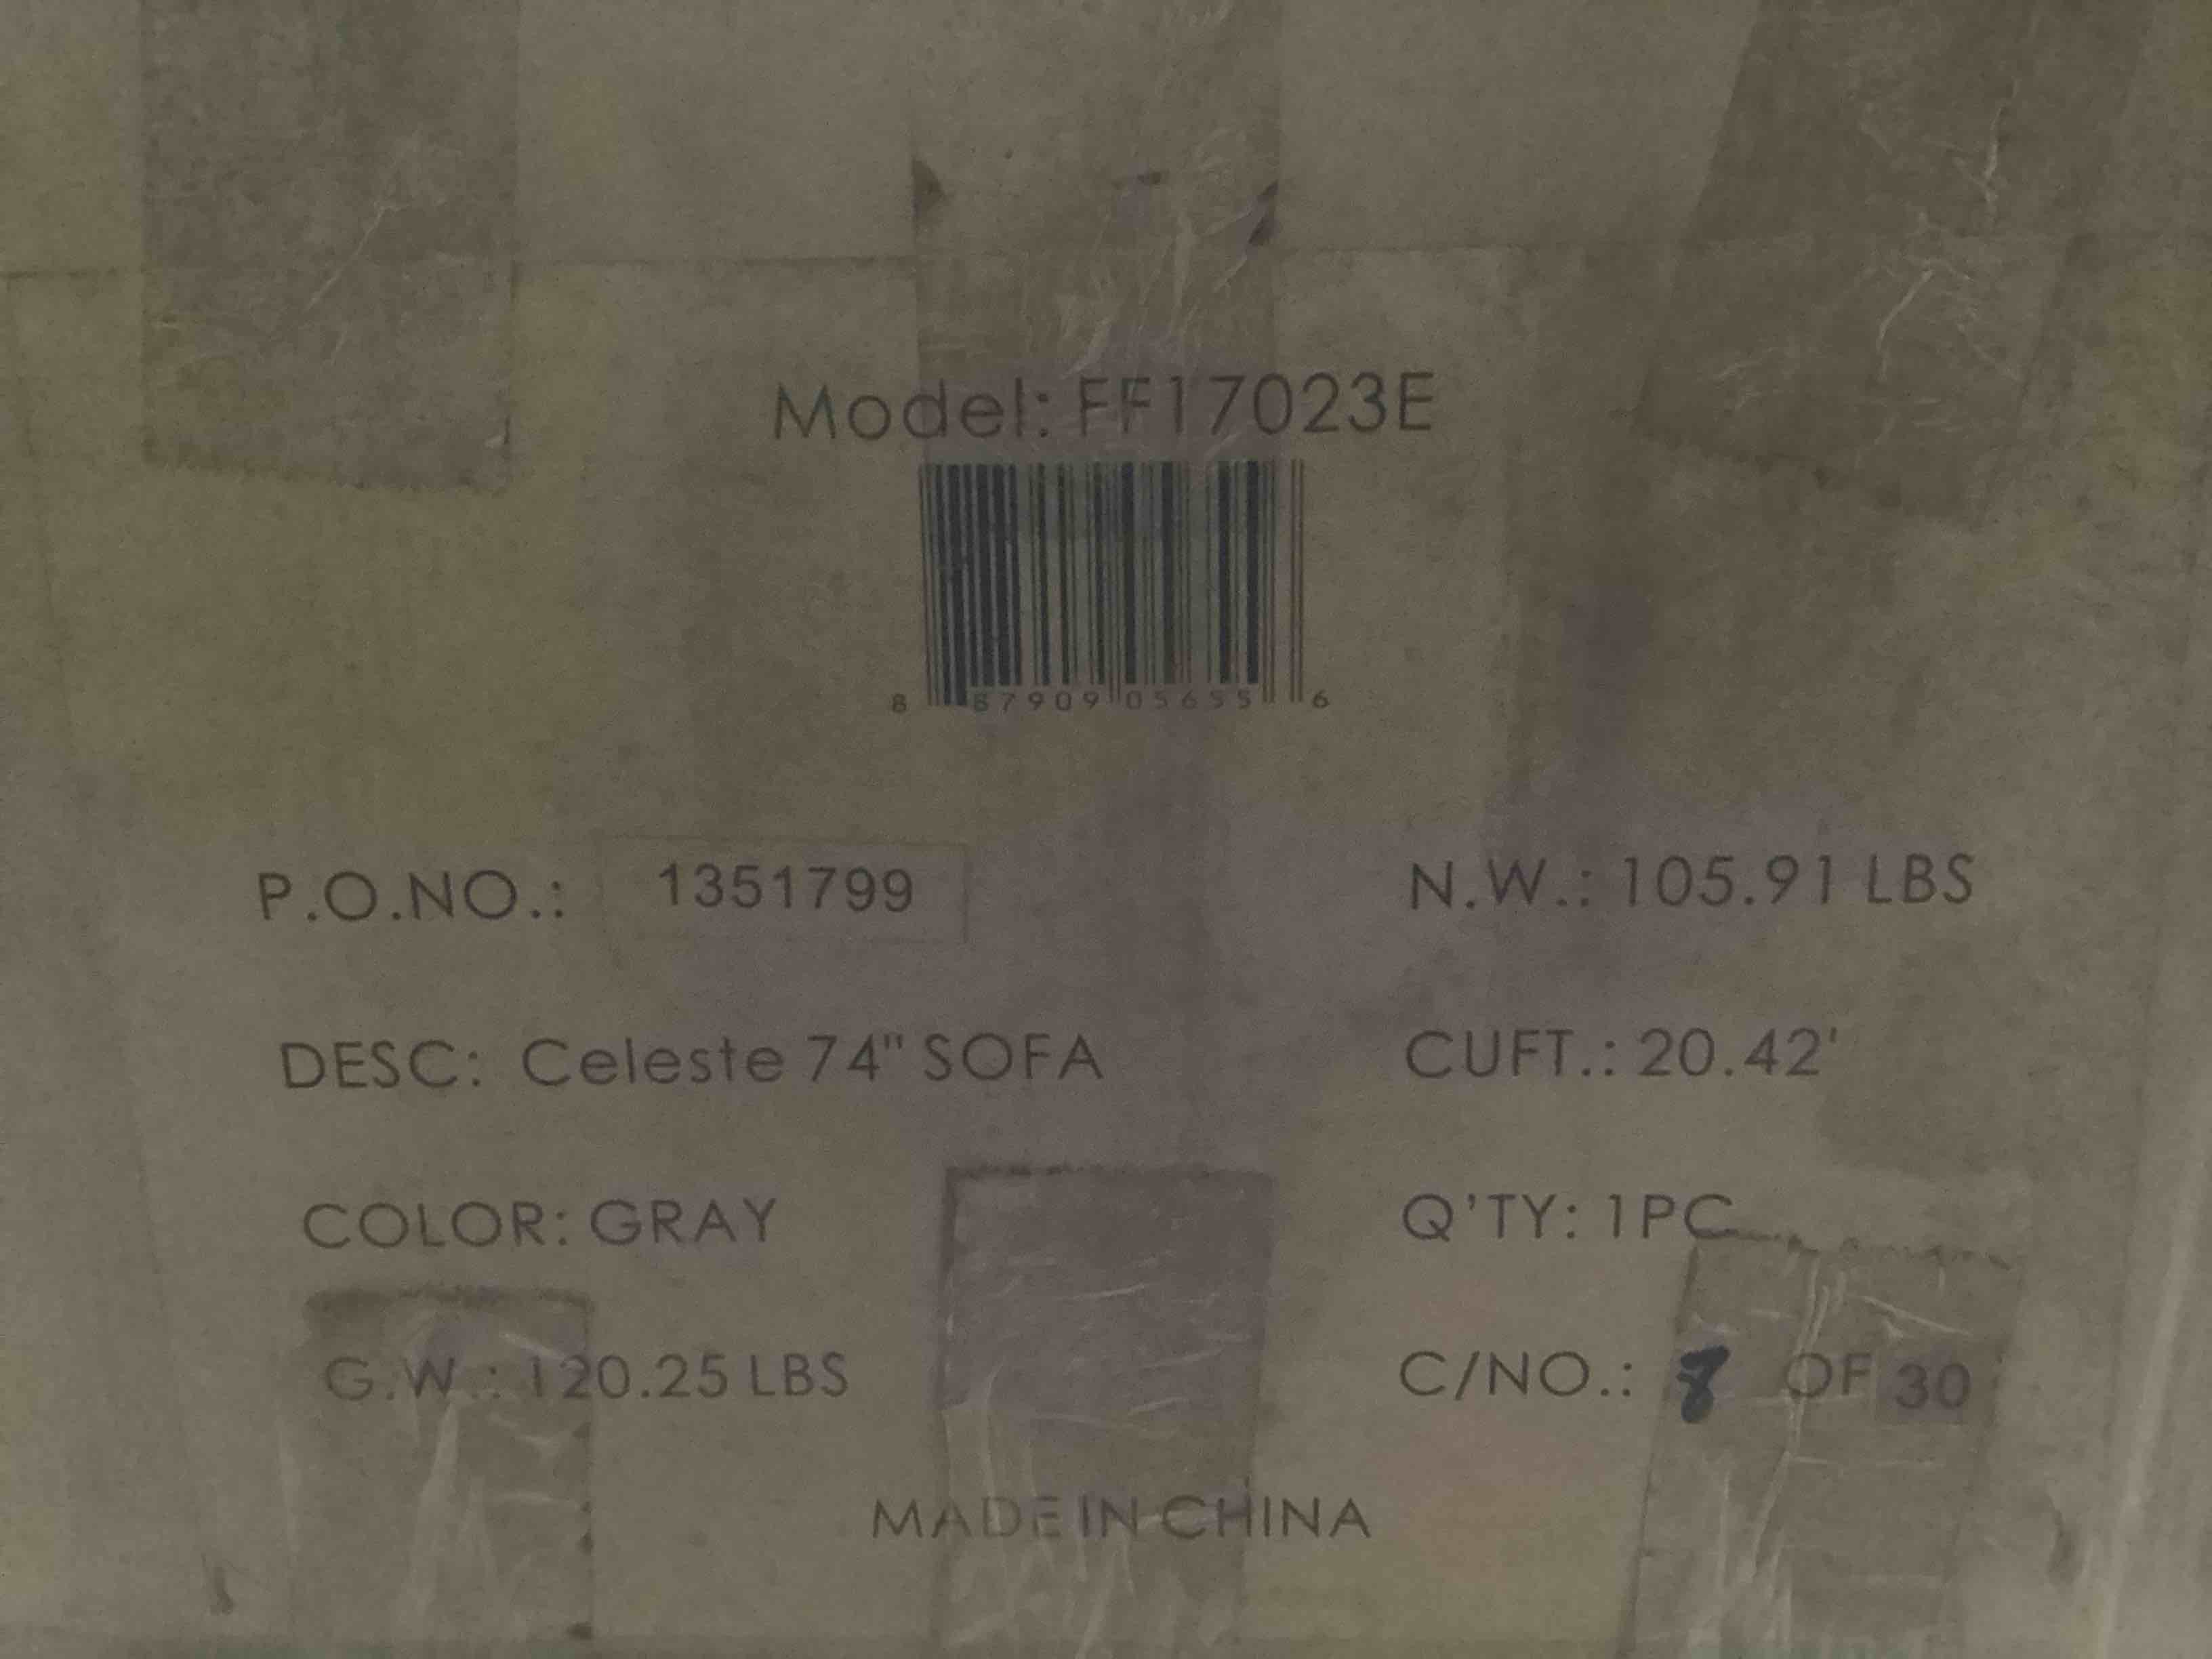 Model: FF17023E
8 87909 05655 6
P.O.NO.: 1351799
N.W.: 105.91 LBS
DESC: Celeste 74" SOFA
CUFT.: 20.42'
COLOR: GRAY
Q'TY: 1PC
G.W.: 120.25 LBS
C/NO.: 8 OF 30
MADE IN CHINA